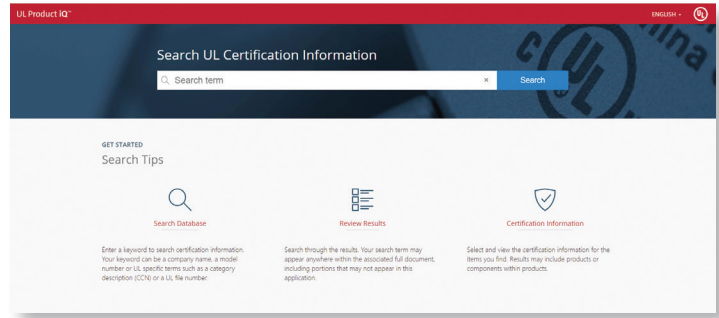 UL Product iQ™
ENGLISH
UL
Search UL Certification Information
Search term
×
Search
GET STARTED
Search Tips
Search Database
Review Results
Certification Information
Enter a keyword to search certification information.
Your keyword can be a company name, a model
number or UL specific terms such as a category
description (CCN) or a UL file number.
Search through the results. Your search term may
appear anywhere within the associated full document,
including portions that may not appear in this
application.
Select and view the certification information for the
items you find. Results may include products or
components within products.